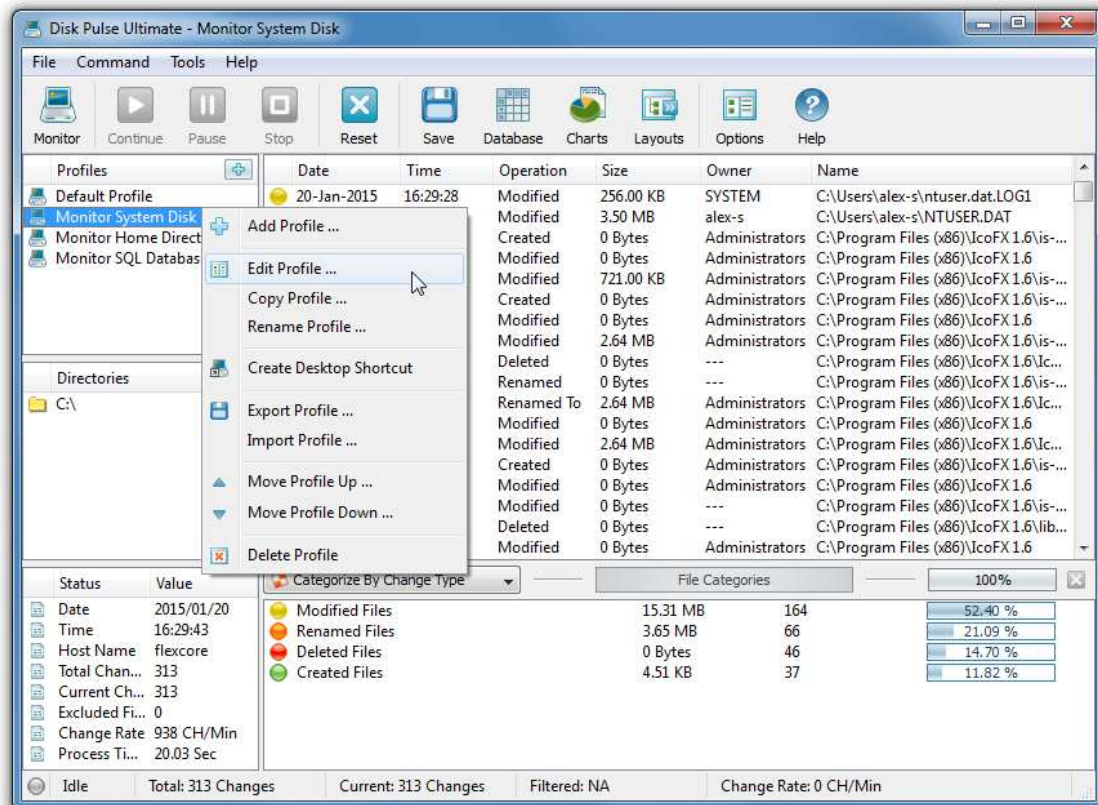 Disk Pulse Ultimate - Monitor System Disk
File Command Tools Help
Monitor Continue Pause Stop Reset Save Database Charts Layouts Options Help
Profiles
Default Profile
Monitor System Disk
Monitor Home Direct
Monitor SQL Databas
Directories
C:\
Add Profile ...
Edit Profile ...
Copy Profile ...
Rename Profile ...
Create Desktop Shortcut
Export Profile ...
Import Profile ...
Move Profile Up ...
Move Profile Down ...
Delete Profile
Date Time Operation Size Owner Name
20-Jan-2015 16:29:28 Modified 256.00 KB SYSTEM C:\Users\alex-s\ntuser.dat.LOG1
Modified 3.50 MB alex-s C:\Users\alex-s\NTUSER.DAT
Created 0 Bytes Administrators C:\Program Files (x86)\IcoFX 1.6\is-...
Modified 0 Bytes Administrators C:\Program Files (x86)\IcoFX 1.6
Modified 721.00 KB Administrators C:\Program Files (x86)\IcoFX 1.6\is-...
Created 0 Bytes Administrators C:\Program Files (x86)\IcoFX 1.6
Modified 0 Bytes Administrators C:\Program Files (x86)\IcoFX 1.6
Modified 2.64 MB Administrators C:\Program Files (x86)\IcoFX 1.6\is-...
Deleted 0 Bytes --- C:\Program Files (x86)\IcoFX 1.6\Ic...
Renamed 0 Bytes --- C:\Program Files (x86)\IcoFX 1.6\is-...
Renamed To 2.64 MB Administrators C:\Program Files (x86)\IcoFX 1.6\Ic...
Modified 0 Bytes Administrators C:\Program Files (x86)\IcoFX 1.6
Modified 2.64 MB Administrators C:\Program Files (x86)\IcoFX 1.6\Ic...
Created 0 Bytes Administrators C:\Program Files (x86)\IcoFX 1.6\is-...
Modified 0 Bytes Administrators C:\Program Files (x86)\IcoFX 1.6
Modified 0 Bytes --- C:\Program Files (x86)\IcoFX 1.6\is-...
Deleted 0 Bytes --- C:\Program Files (x86)\IcoFX 1.6\lib...
Modified 0 Bytes Administrators C:\Program Files (x86)\IcoFX 1.6
Status Value
Date 2015/01/20
Time 16:29:43
Host Name flexcore
Total Chan... 313
Current Ch... 313
Excluded Fi... 0
Change Rate 938 CH/Min
Process Ti... 20.03 Sec
Categorize By Change Type File Categories 100%
Modified Files 15.31 MB 164 52.40 %
Renamed Files 3.65 MB 66 21.09 %
Deleted Files 0 Bytes 46 14.70 %
Created Files 4.51 KB 37 11.82 %
Idle Total: 313 Changes Current: 313 Changes Filtered: NA Change Rate: 0 CH/Min